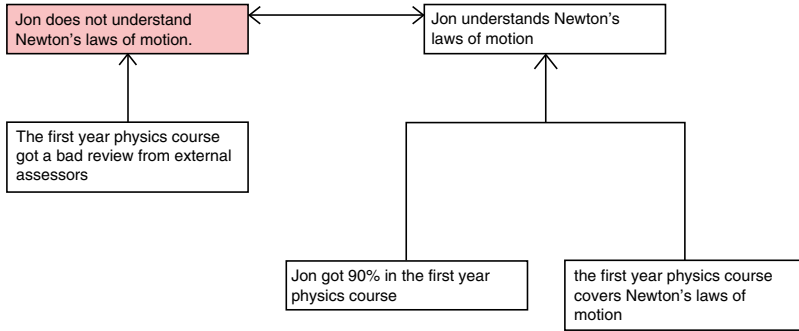 Jon does not understand
Newton's laws of motion.
Jon understands Newton's
laws of motion
The first year physics course
got a bad review from external
assessors
Jon got 90% in the first year
physics course
the first year physics course
covers Newton's laws of
motion